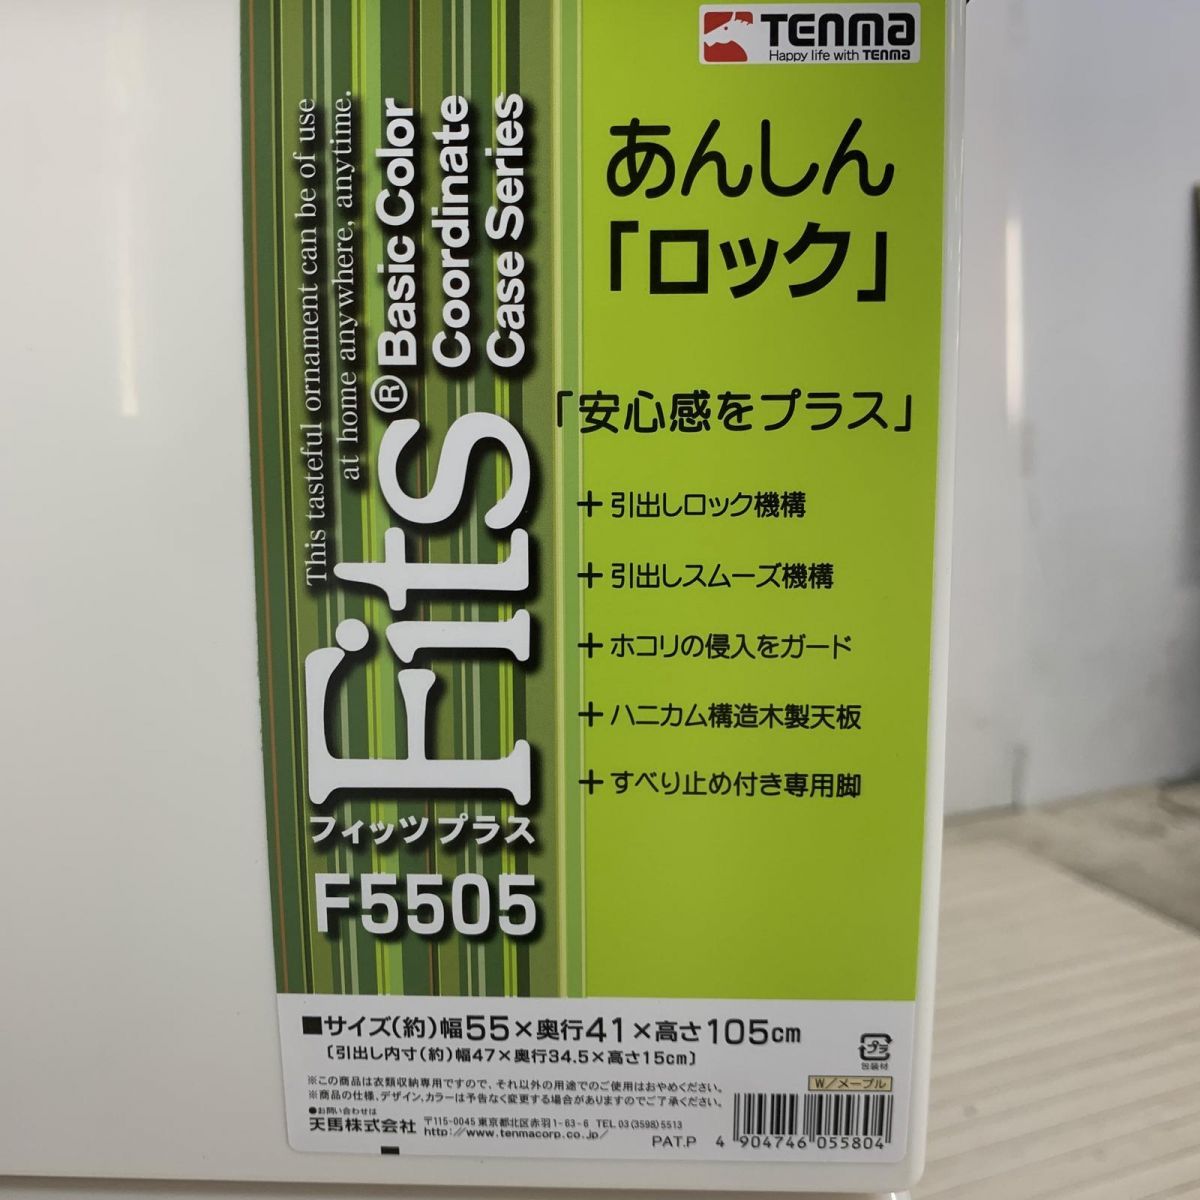 TENMA
Happy life with TENMA
This tasteful ornament can be of use
at home anywhere, anytime.
Fits® Basic Color
Coordinate
Case Series
フィッツプラス
F5505
あんしん
「ロック」
「安心感をプラス」
+引出しロック機構
+引出しスムーズ機構
+ホコリの侵入をガード
+ハニカム構造木製天板
+すべり止め付き専用脚
■サイズ(約)幅55×奥行41×高さ105cm
〔引出し内寸(約)幅47×奥行34.5×高さ15cm〕
プラ
包装材
※この商品は衣類収納専用ですので、それ以外の用途でのご使用はおやめください。
※商品の仕様、デザイン、カラーは予告なく変更する場合がありますのでご了承ください。
W/メープル
●お問い合わせは
天馬株式会社
〒115-0045 東京都北区赤羽1-63-6 TEL 03(3598)5513
http://www.tenmacorp.co.jp/
PAT.P
4 904746 055804